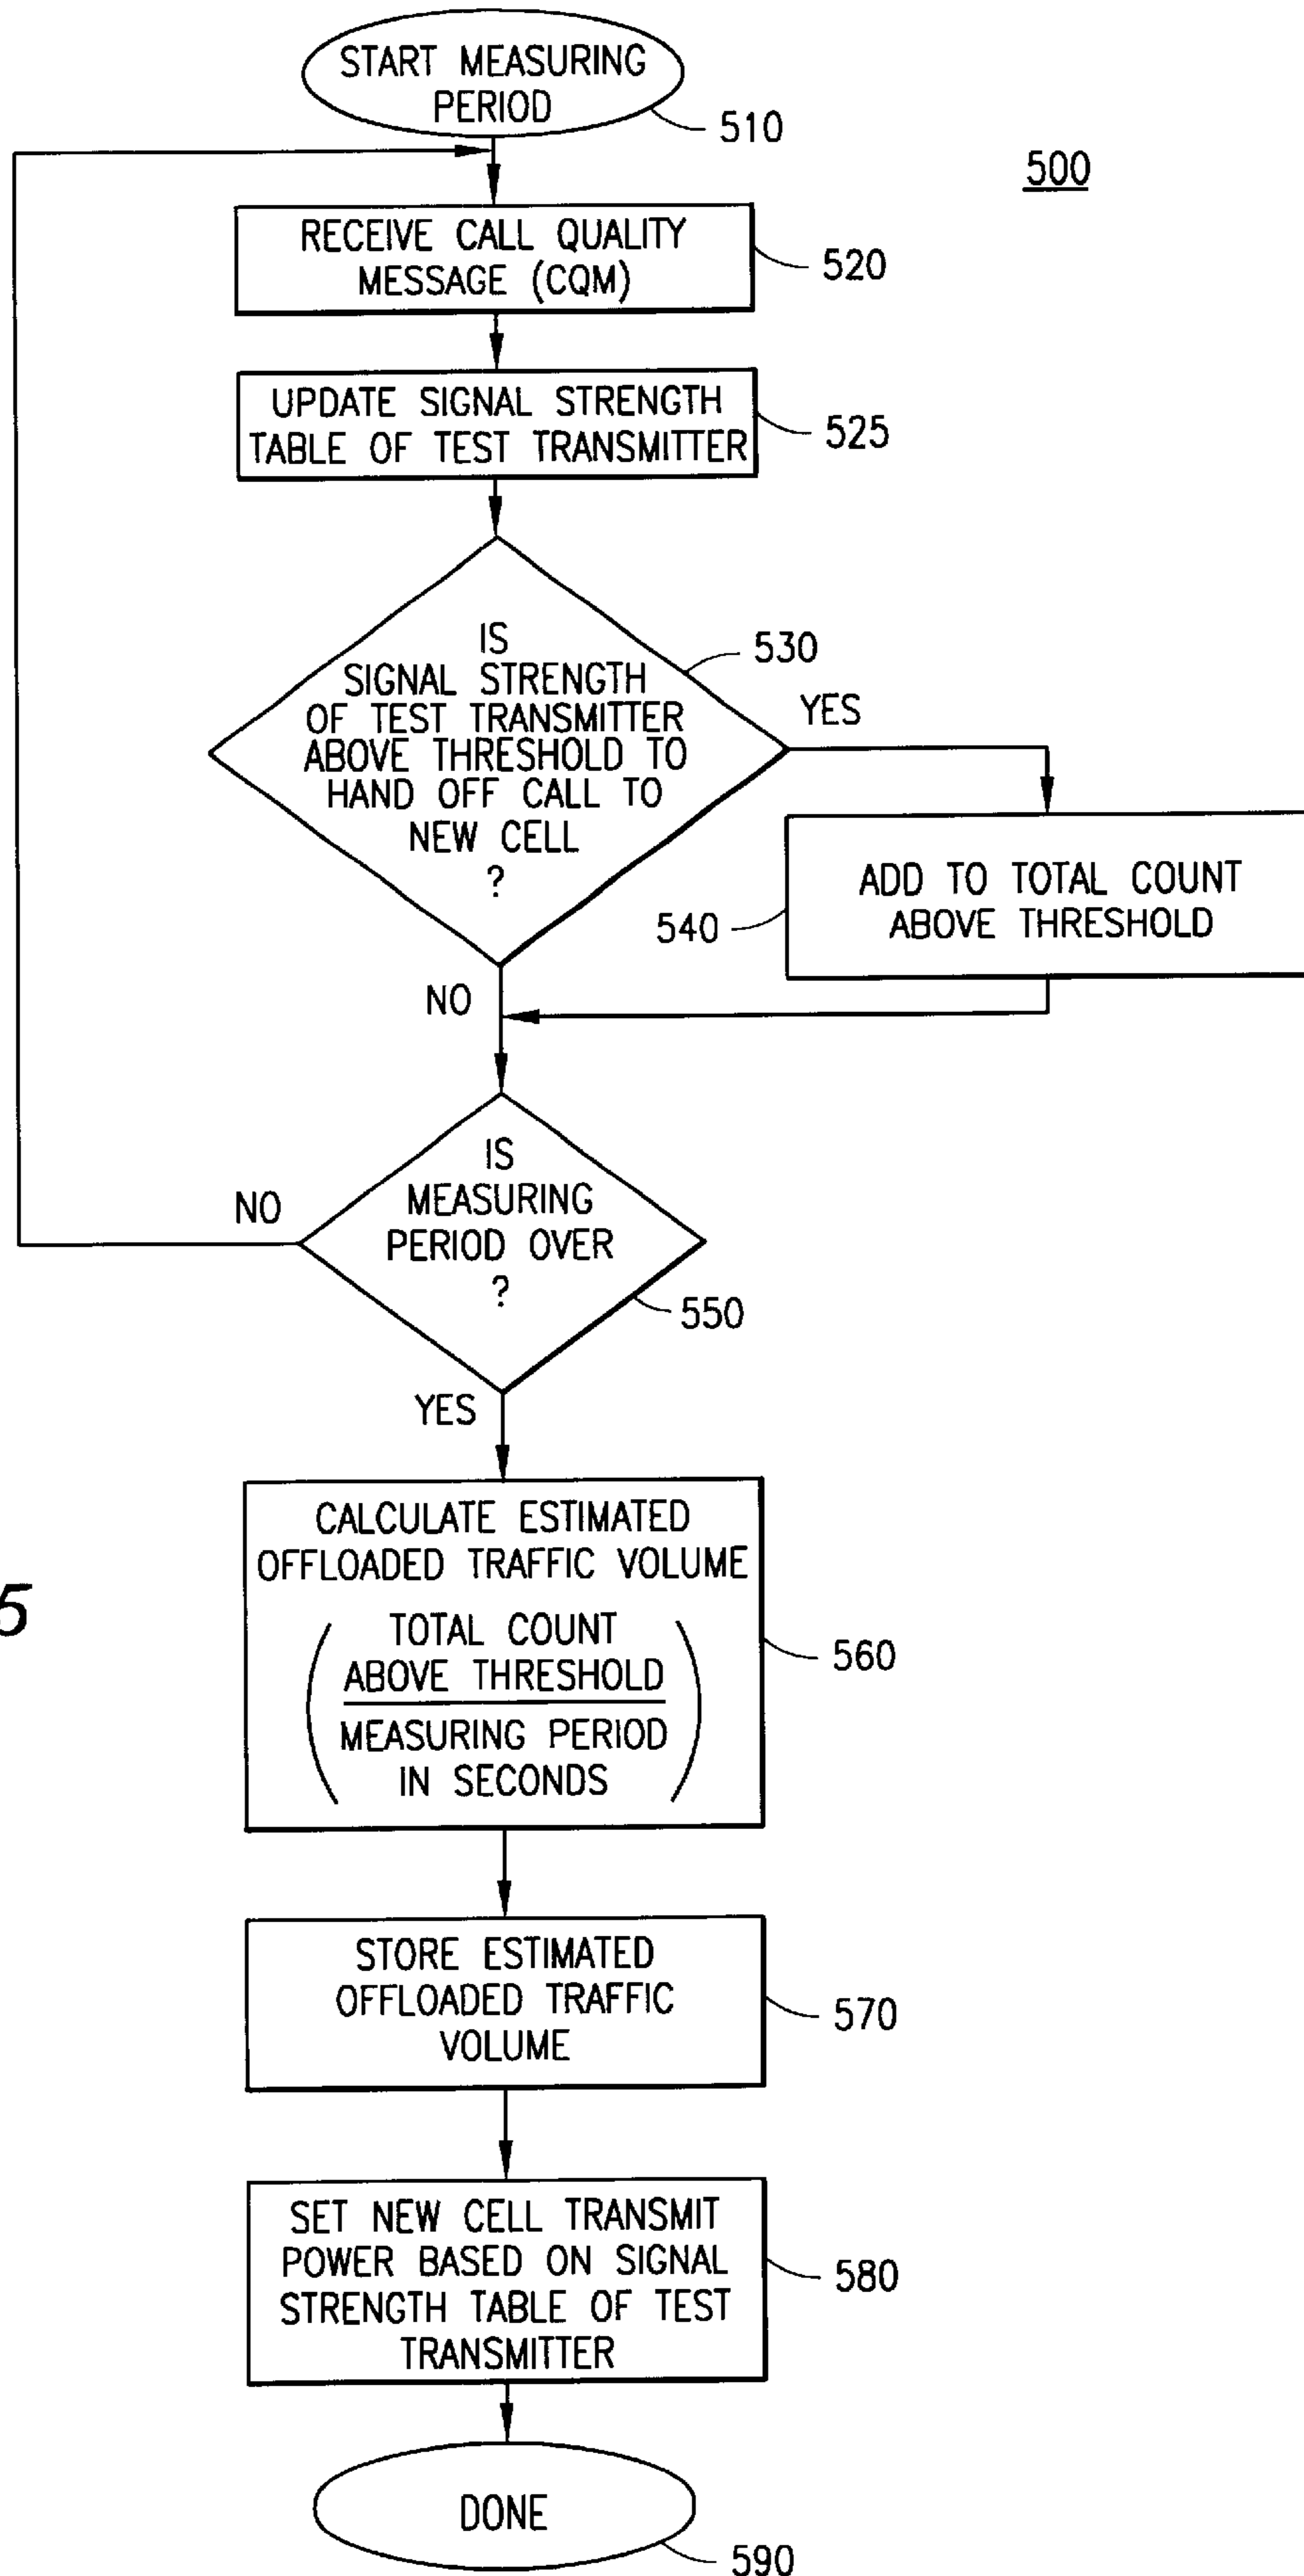 START MEASURING
PERIOD
510
500
RECEIVE CALL QUALITY
MESSAGE (CQM)
520
UPDATE SIGNAL STRENGTH
TABLE OF TEST TRANSMITTER
525
IS
SIGNAL STRENGTH
OF TEST TRANSMITTER
ABOVE THRESHOLD TO
HAND OFF CALL TO
NEW CELL
?
530
YES
ADD TO TOTAL COUNT
ABOVE THRESHOLD
540
NO
IS
MEASURING
PERIOD OVER
?
NO
550
YES
CALCULATE ESTIMATED
OFFLOADED TRAFFIC VOLUME
( TOTAL COUNT
ABOVE THRESHOLD
MEASURING PERIOD
IN SECONDS )
560
5
STORE ESTIMATED
OFFLOADED TRAFFIC
VOLUME
570
SET NEW CELL TRANSMIT
POWER BASED ON SIGNAL
STRENGTH TABLE OF TEST
TRANSMITTER
580
DONE
590